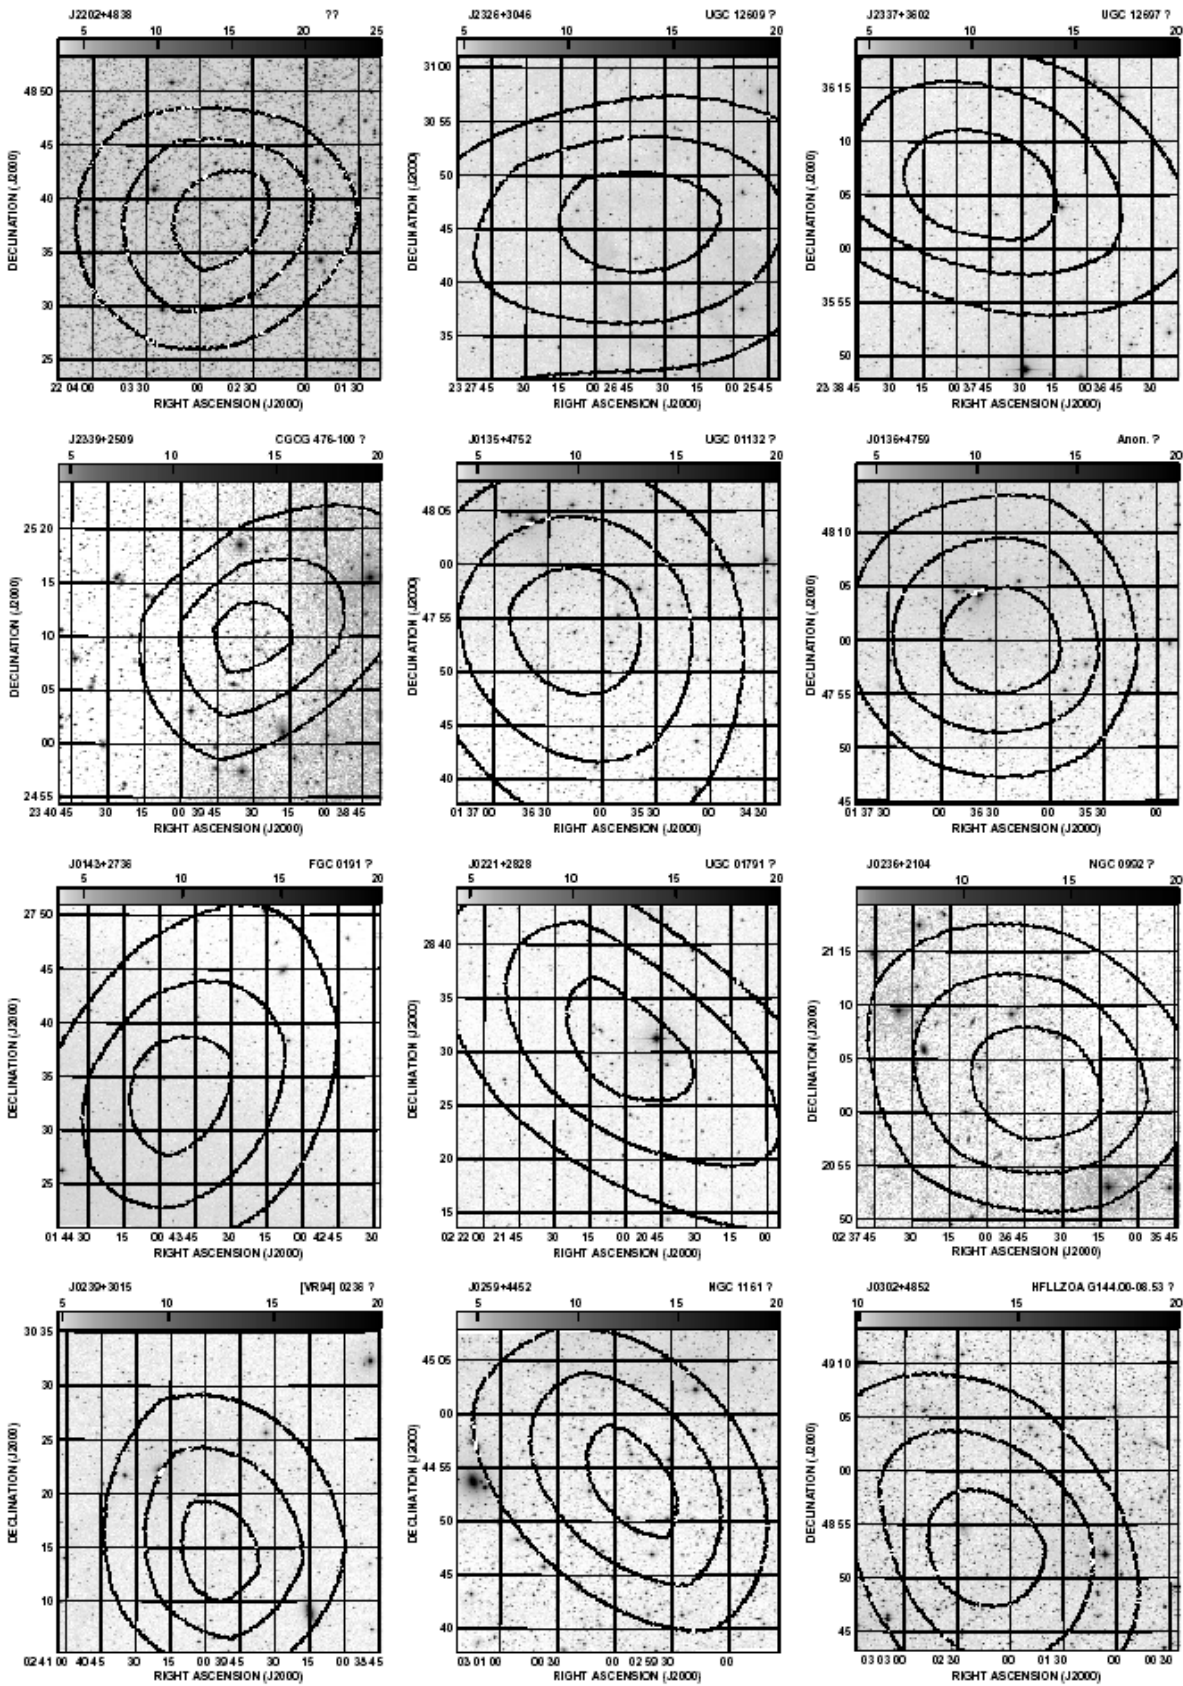 J2202+4838 ??
5 10 15 20 25
48 50
45
40
35
30
25
DECLINATION (J2000)
22 04 00 03 30 00 02 30 00 01 30
RIGHT ASCENSION (J2000)
J2326+3046 UGC 12609 ?
5 10 15 20
31 00
30 55
50
45
40
35
DECLINATION (J2000)
23 27 45 30 15 00 26 45 30 15 00 25 45
RIGHT ASCENSION (J2000)
J2337+3602 UGC 12697 ?
5 10 15 20
36 15
10
05
00
35 55
50
DECLINATION (J2000)
23 38 45 30 15 00 37 45 30 15 00 36 45 30
RIGHT ASCENSION (J2000)
J2339+2509 CGCG 476-100 ?
5 10 15 20
25 20
15
10
05
00
24 55
DECLINATION (J2000)
23 40 45 30 15 00 39 45 30 15 00 38 45
RIGHT ASCENSION (J2000)
J0135+4752 UGC 01132 ?
5 10 15 20
48 05
00
47 55
50
45
40
DECLINATION (J2000)
01 37 00 36 30 00 35 30 00 34 30
RIGHT ASCENSION (J2000)
J0136+4759 Anon. ?
5 10 15 20
48 10
05
00
47 55
50
45
DECLINATION (J2000)
01 37 30 00 36 30 00 35 30 00
RIGHT ASCENSION (J2000)
J0143+2736 FGC 0191 ?
5 10 15 20
27 50
45
40
35
30
25
DECLINATION (J2000)
01 44 30 15 00 43 45 30 15 00 42 45 30
RIGHT ASCENSION (J2000)
J0221+2828 UGC 01791 ?
5 10 15 20
28 40
35
30
25
20
15
DECLINATION (J2000)
02 22 00 21 45 30 15 00 20 45 30 15 00
RIGHT ASCENSION (J2000)
J0236+2104 NGC 0992 ?
10 15 20
21 15
10
05
00
20 55
50
DECLINATION (J2000)
02 37 45 30 15 00 36 45 30 15 00 35 45
RIGHT ASCENSION (J2000)
J0239+3015 [VR94] 0236 ?
5 10 15 20
30 35
30
25
20
15
10
DECLINATION (J2000)
02 41 00 40 45 30 15 00 39 45 30 15 00 38 45
RIGHT ASCENSION (J2000)
J0259+4452 NGC 1161 ?
5 10 15 20
45 05
00
44 55
50
45
40
DECLINATION (J2000)
03 01 00 00 30 00 02 59 30 00
RIGHT ASCENSION (J2000)
J0302+4852 HFLLZOA G144.00-08.53 ?
10 15 20
49 10
05
00
48 55
50
45
DECLINATION (J2000)
03 03 00 02 30 00 01 30 00 00 30
RIGHT ASCENSION (J2000)